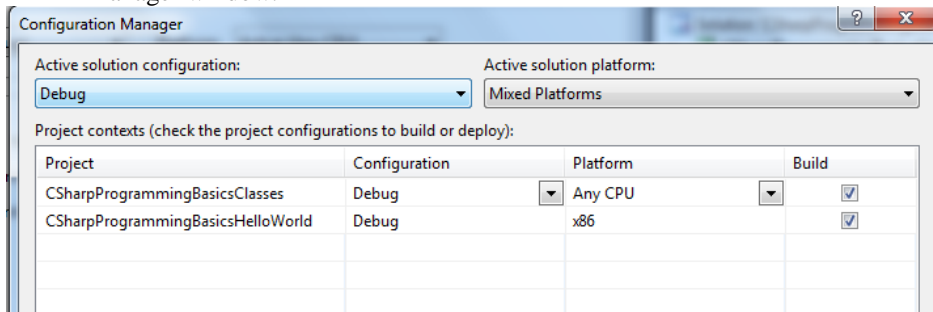 Configuration Manager
Active solution configuration: Active solution platform:
Debug Mixed Platforms
Project contexts (check the project configurations to build or deploy):
Project Configuration Platform Build
CSharpProgrammingBasicsClasses Debug Any CPU
CSharpProgrammingBasicsHelloWorld Debug x86